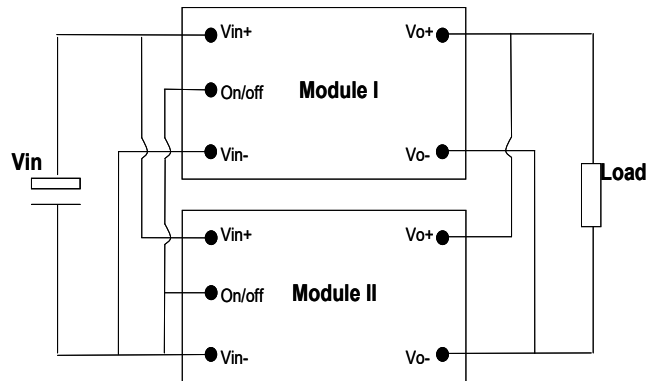 Vin+
Vo+
On/off
Module I
Vin-
Vo-
Vin
Load
Vin+
Vo+
On/off
Module II
Vin-
Vo-